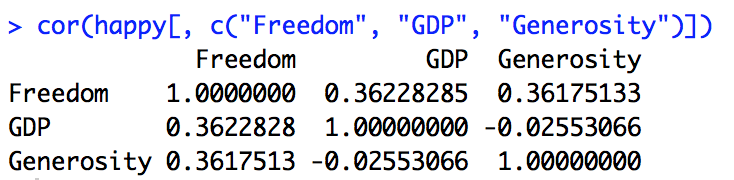 > cor(happy[, c("Freedom", "GDP", "Generosity")])
Freedom GDP Generosity
Freedom 1.0000000 0.36228285 0.36175133
GDP 0.3622828 1.00000000 -0.02553066
Generosity 0.3617513 -0.02553066 1.00000000